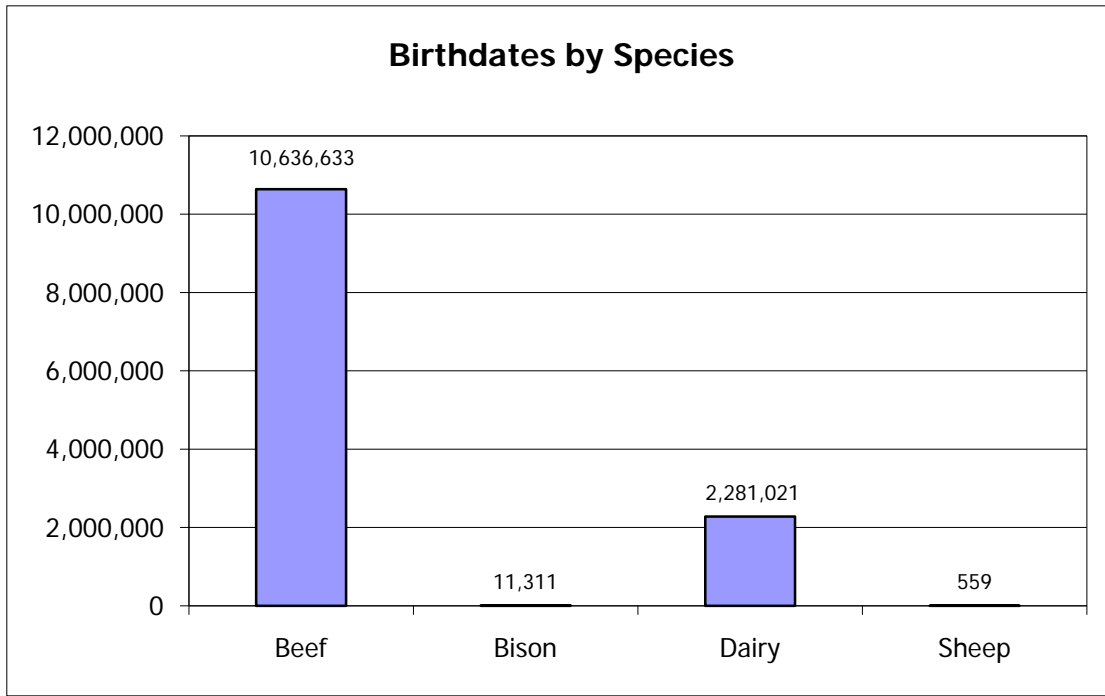 Birthdates by Species
12,000,000
10,000,000
8,000,000
6,000,000
4,000,000
2,000,000
0
10,636,633
11,311
2,281,021
559
Beef
Bison
Dairy
Sheep